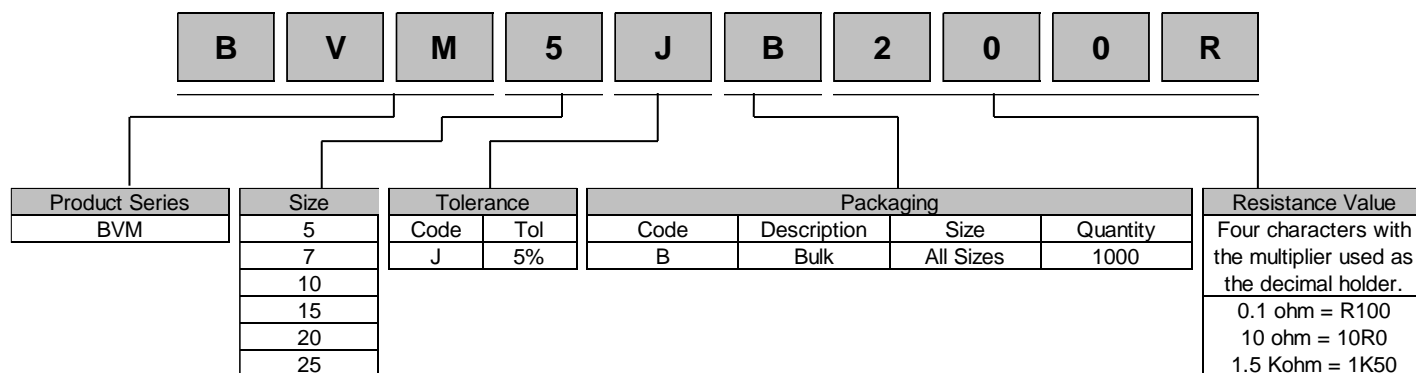 B V M 5 J B 2 0 0 R
Product Series
BVM
Size
5
7
10
15
20
25
Tolerance
Code Tol
J 5%
Packaging
Code Description Size Quantity
B Bulk All Sizes 1000
Resistance Value
Four characters with
the multiplier used as
the decimal holder.
0.1 ohm = R100
10 ohm = 10R0
1.5 Kohm = 1K50